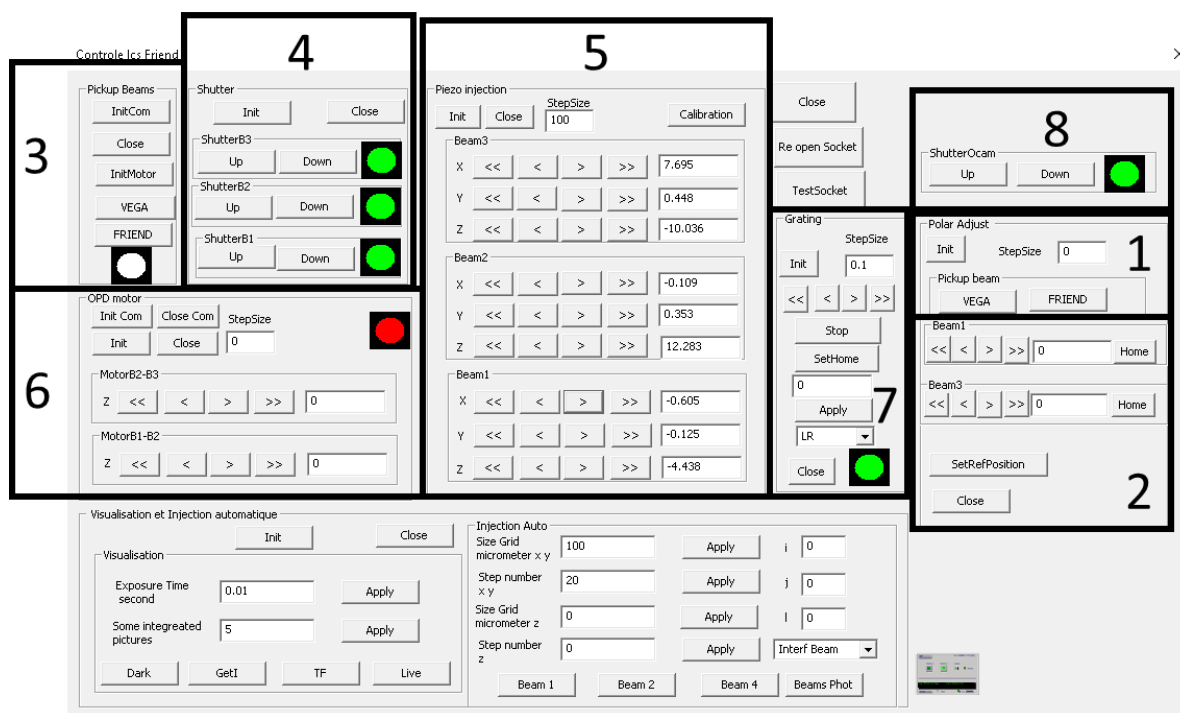 Controle Ics Friend
3
Pickup Beams
InitCom
Close
InitMotor
VEGA
FRIEND
4
Shutter
Init Close
ShutterB3
Up Down
ShutterB2
Up Down
ShutterB1
Up Down
5
Piezo injection
StepSize
Init Close 100 Calibration
Beam3
X << < > >> 7.695
Y << < > >> 0.448
Z << < > >> -10.036
Beam2
X << < > >> -0.109
Y << < > >> 0.353
Z << < > >> 12.283
Beam1
X << < > >> -0.605
Y << < > >> -0.125
Z << < > >> -4.438
Close
Re open Socket
TestSocket
8
ShutterOcam
Up Down
Grating
StepSize
Init 0.1
<< < > >>
Stop
SetHome
0
Apply
LR
Close
7
Polar Adjust
Init StepSize 0
1
Pickup beam
VEGA FRIEND
Beam1
<< < > >> 0 Home
Beam3
<< < > >> 0 Home
SetRefPosition
Close
2
6
OPD motor
Init Com Close Com StepSize
Init Close 0
MotorB2-B3
Z << < > >> 0
MotorB1-B2
Z << < > >> 0
Visualisation et Injection automatique
Init Close
Visualisation
Exposure Time
second
0.01 Apply
Some integreated
pictures
5 Apply
Dark GetI TF Live
Injection Auto
Size Grid
micrometer x y
100 Apply i 0
Step number
x y
20 Apply j 0
Size Grid
micrometer z
0 Apply l 0
Step number
z
0 Apply Interf Beam
Beam 1 Beam 2 Beam 4 Beams Phot